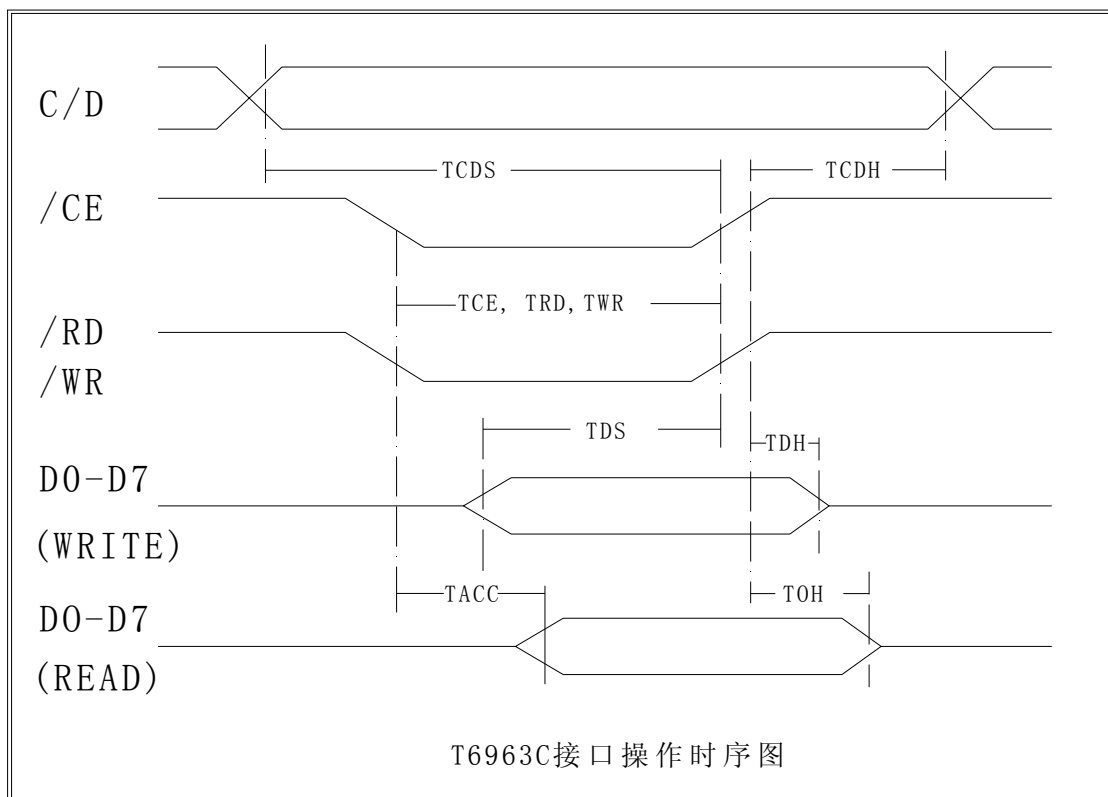 C/D
TCDS
TCDH
/CE
TCE, TRD,TWR
/RD
/WR
TDS
TDH
D0-D7
(WRITE)
TACC
TOH
D0-D7
(READ)
T6963C接口操作时序图